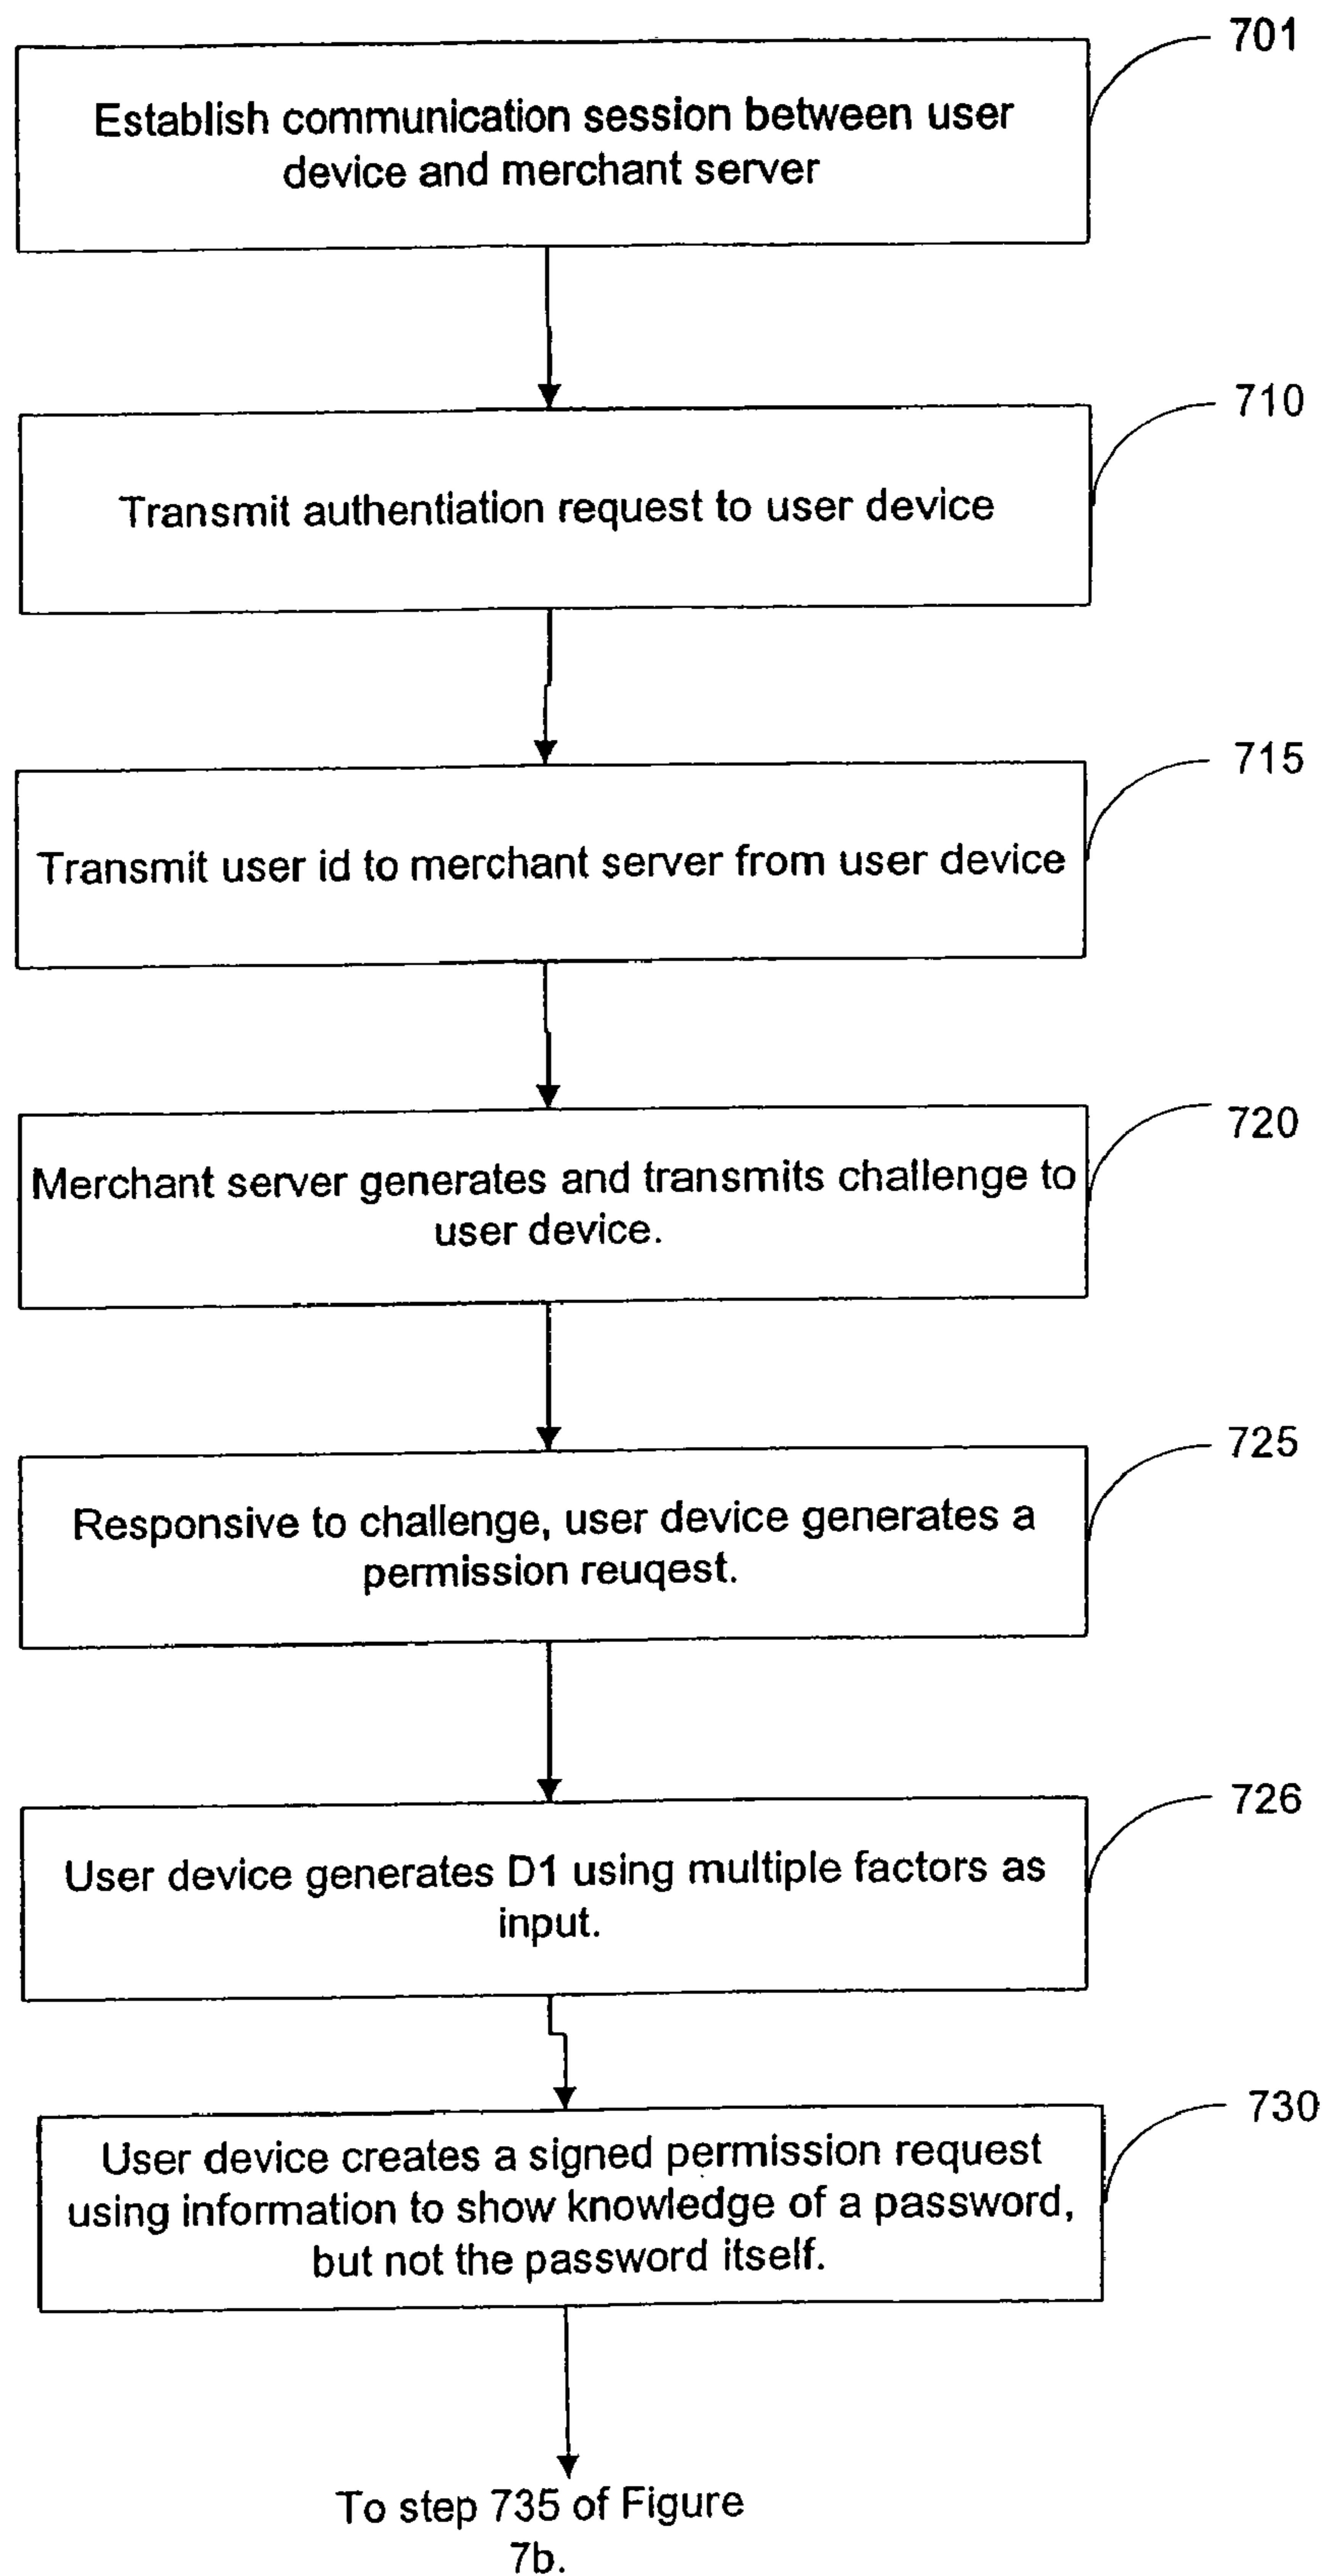 701
Establish communication session between user
device and merchant server
710
Transmit authentiation request to user device
715
Transmit user id to merchant server from user device
720
Merchant server generates and transmits challenge to
user device.
725
Responsive to challenge, user device generates a
permission reuqest.
726
User device generates D1 using multiple factors as
input.
730
User device creates a signed permission request
using information to show knowledge of a password,
but not the password itself.
To step 735 of Figure
7b.